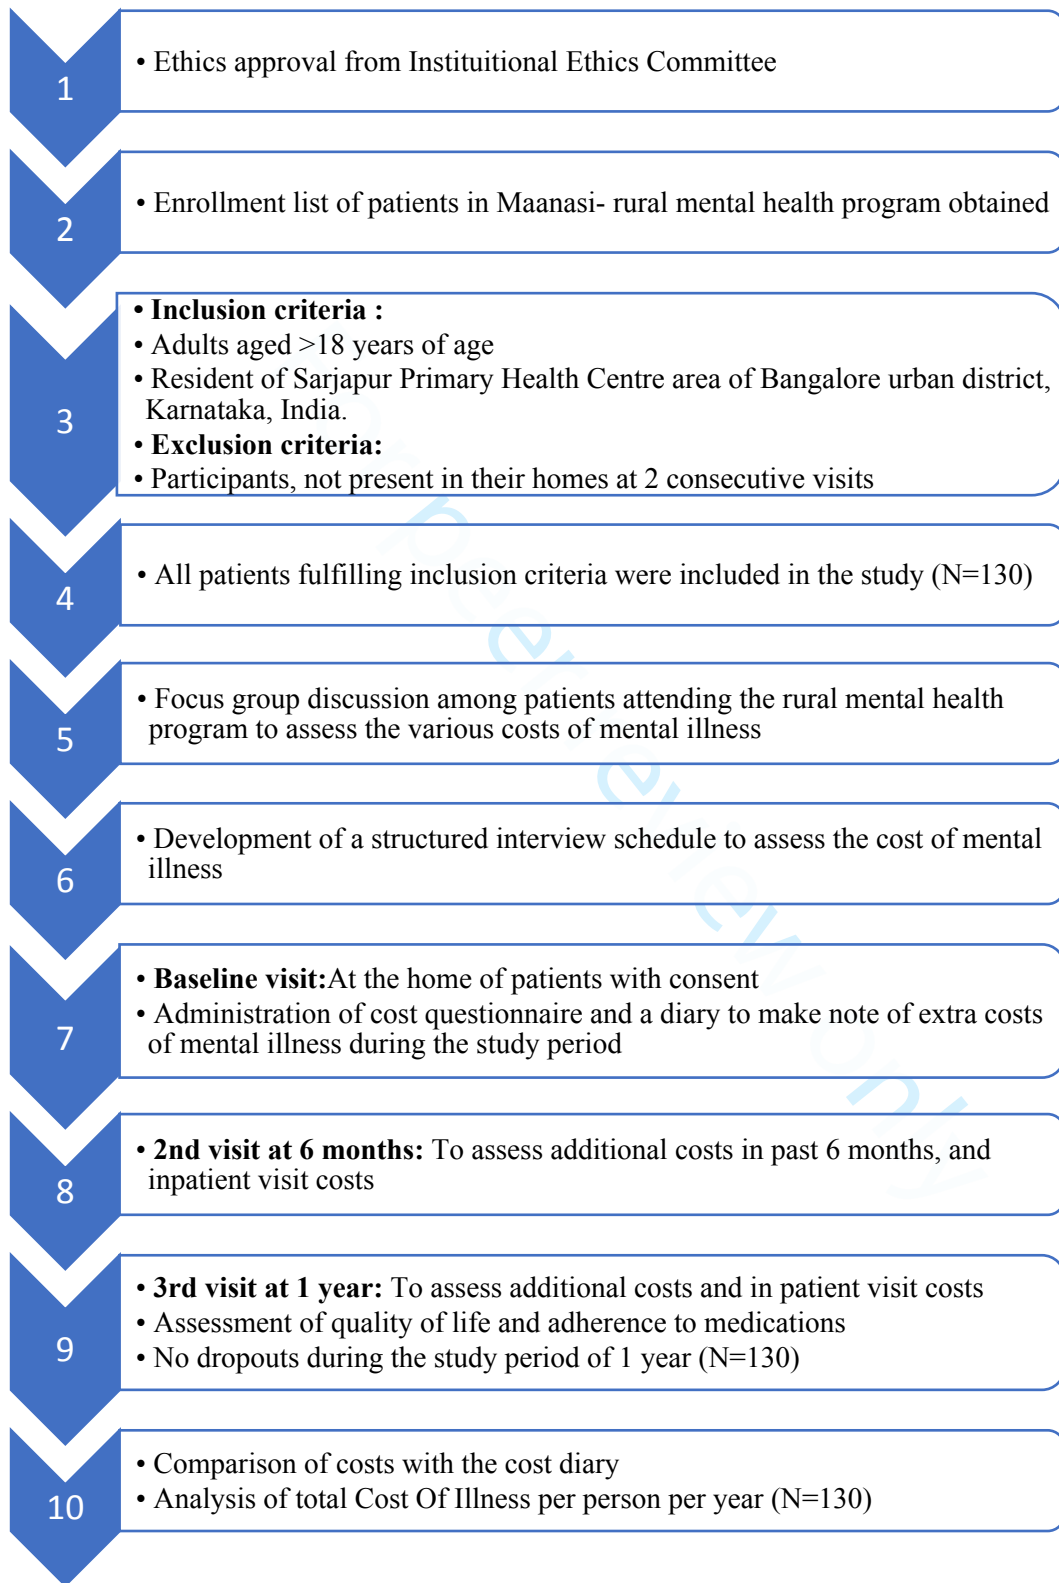 1
• Ethics approval from Instituitional Ethics Committee
2
• Enrollment list of patients in Maanasi- rural mental health program obtained
3
• Inclusion criteria :
• Adults aged >18 years of age
• Resident of Sarjapur Primary Health Centre area of Bangalore urban district,
Karnataka, India.
• Exclusion criteria:
• Participants, not present in their homes at 2 consecutive visits
4
• All patients fulfilling inclusion criteria were included in the study (N=130)
5
• Focus group discussion among patients attending the rural mental health
program to assess the various costs of mental illness
6
• Development of a structured interview schedule to assess the cost of mental
illness
7
• Baseline visit:At the home of patients with consent
• Administration of cost questionnaire and a diary to make note of extra costs
of mental illness during the study period
8
• 2nd visit at 6 months: To assess additional costs in past 6 months, and
inpatient visit costs
9
• 3rd visit at 1 year: To assess additional costs and in patient visit costs
• Assessment of quality of life and adherence to medications
• No dropouts during the study period of 1 year (N=130)
10
• Comparison of costs with the cost diary
• Analysis of total Cost Of Illness per person per year (N=130)